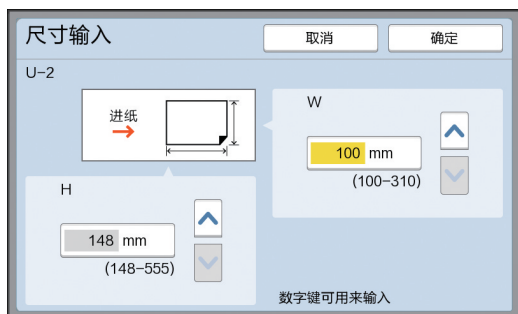 尺寸输入
取消
确定
U-2
进纸
W
100 mm
(100-310)
H
148 mm
(148-555)
数字键可用来输入